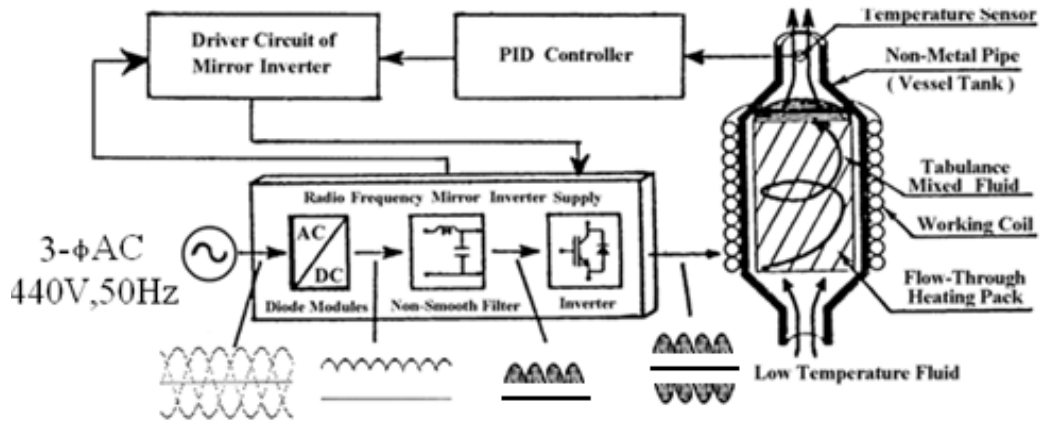 Driver Circuit of
Mirror Inverter
PID Controller
Temperature Sensor
Non-Metal Pipe
( Vessel Tank )
Tabulance
Mixed Fluid
Working Coil
Flow-Through
Heating Pack
Low Temperature Fluid
Radio Frequency Mirror Inverter Supply
AC
DC
Diode Modules
Non-Smooth Filter
Inverter
3-ϕAC
440V,50Hz